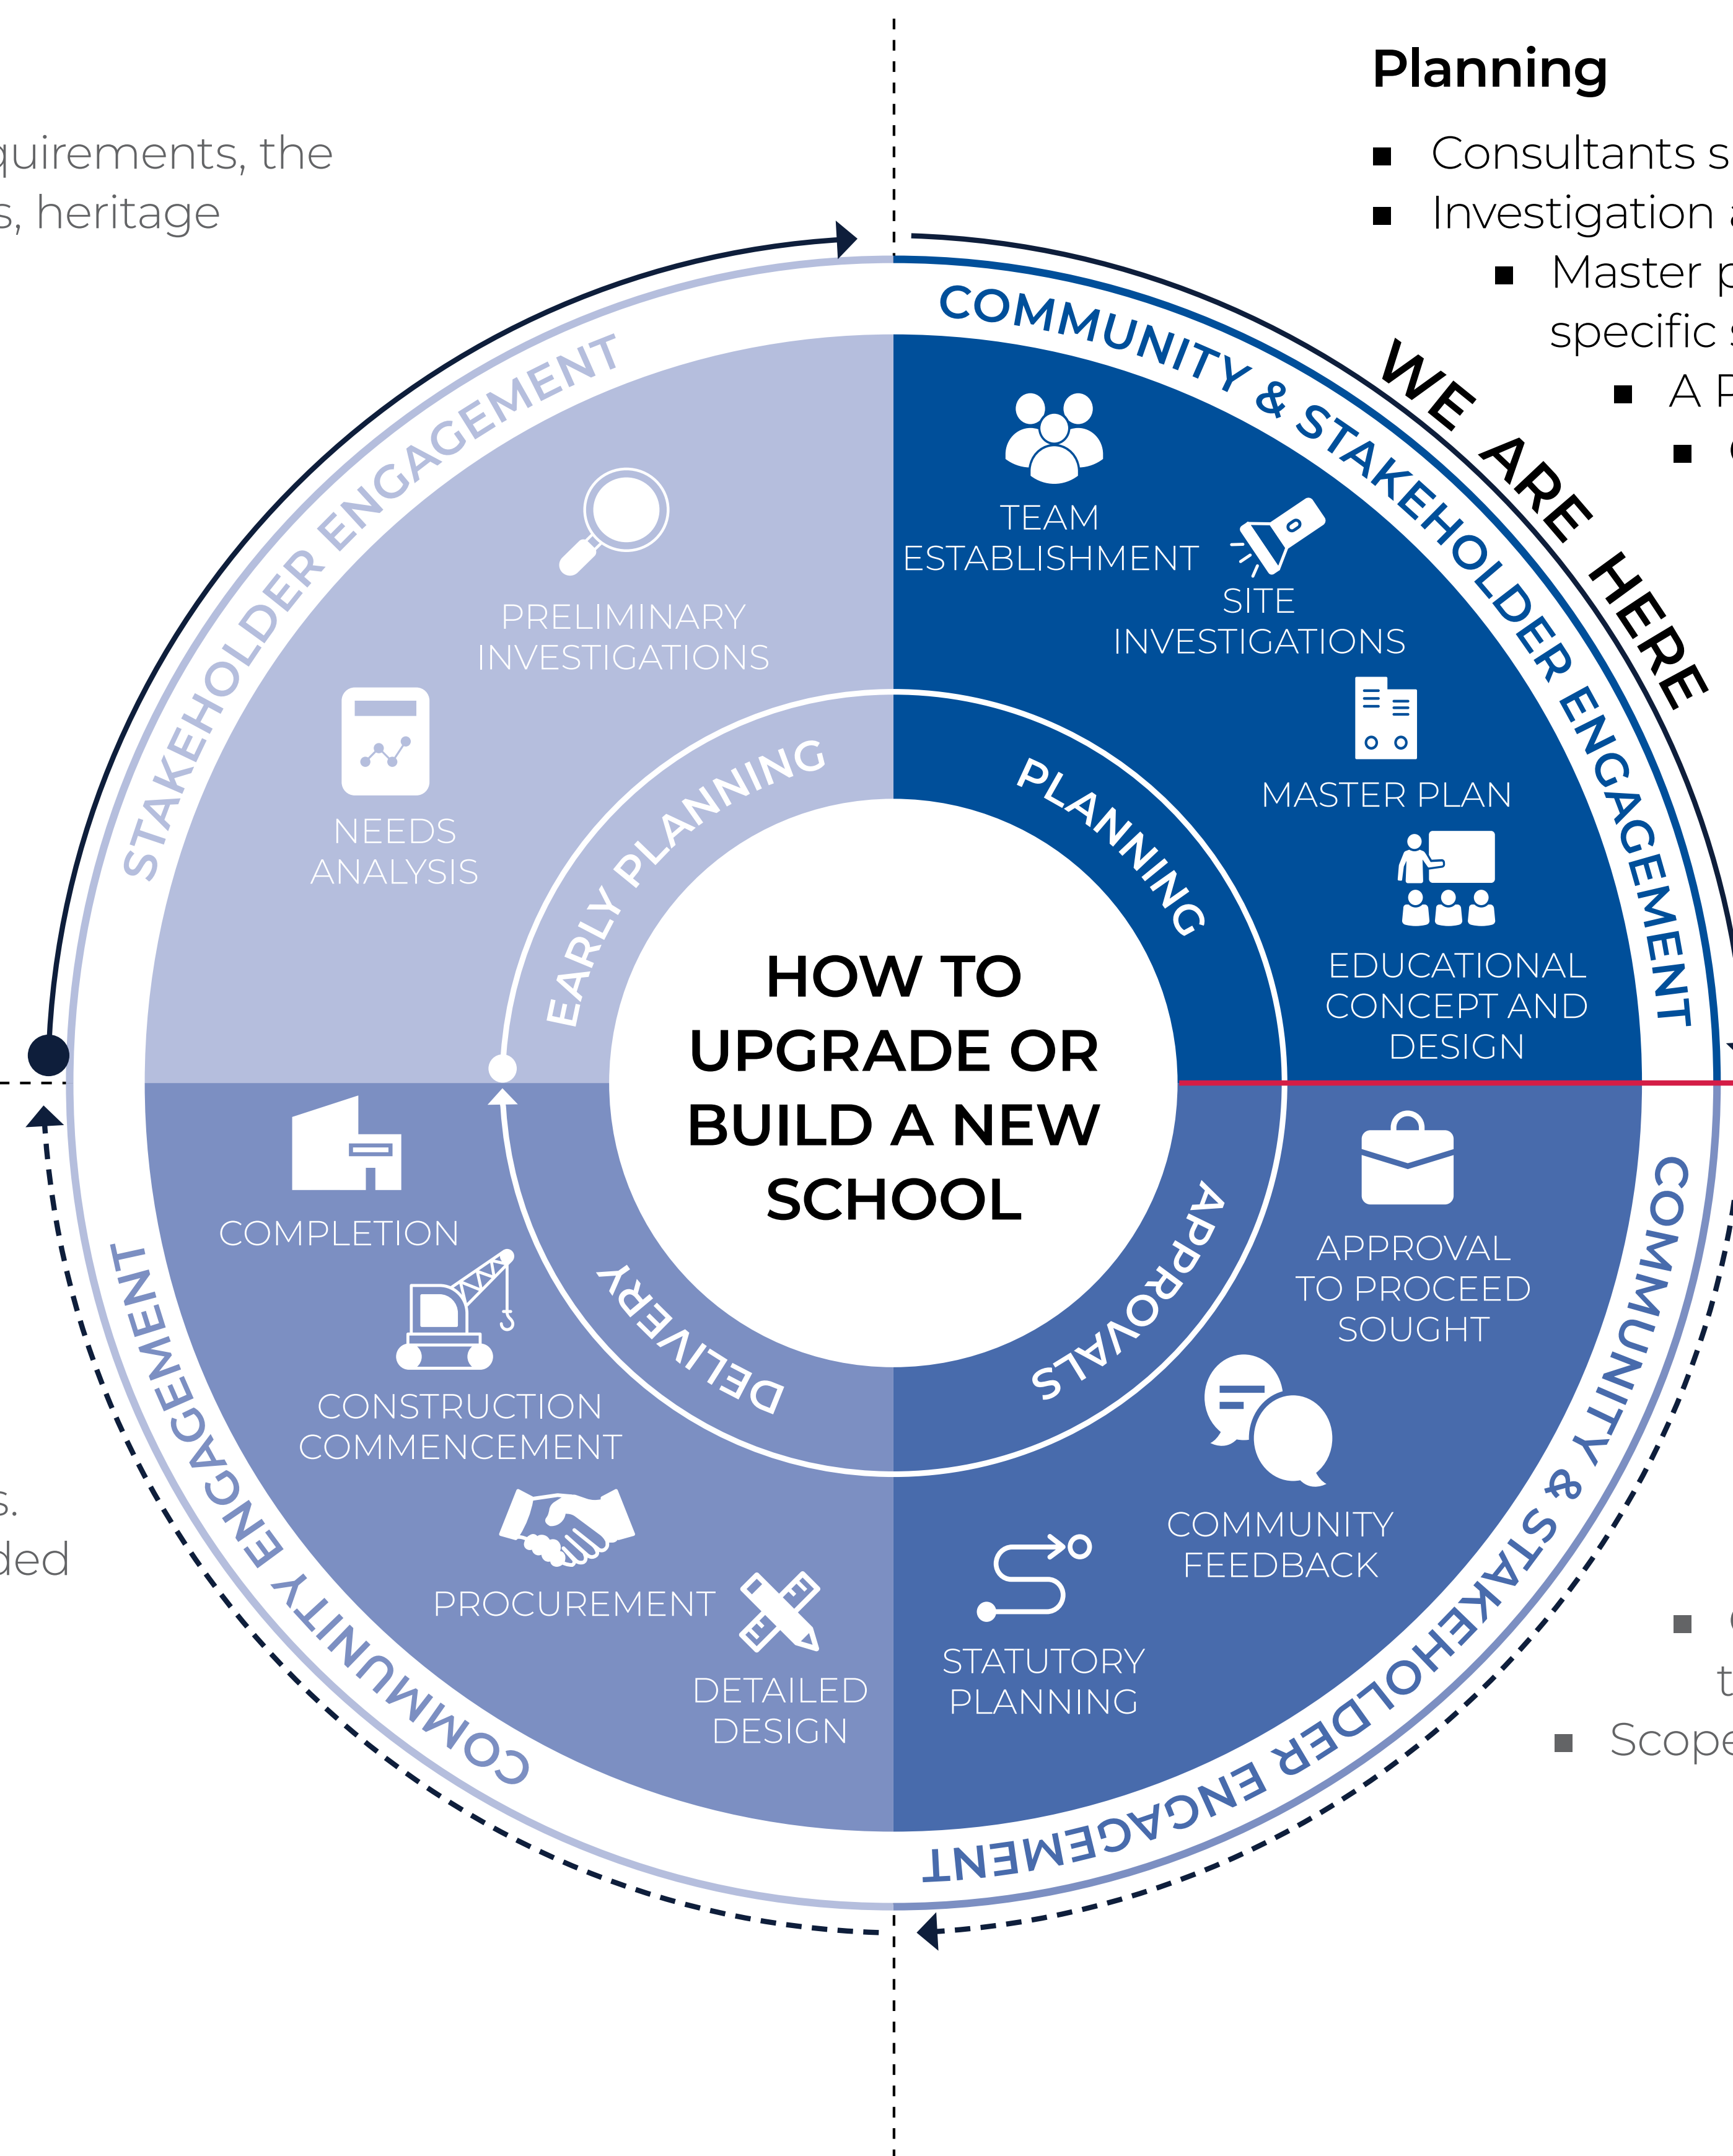 Planning
Consultants
Investigation
Master
specific
A
quirements, the
heritage
WE ARE HERE
STAKEHOLDER ENGAGEMENT
COMMUNITY & STAKEHOLDER ENGAGEMENT
PRELIMINARY
INVESTIGATIONS
NEEDS
ANALYSIS
EARLY PLANNING
TEAM
ESTABLISHMENT
SITE
INVESTIGATIONS
MASTER PLAN
EDUCATIONAL
CONCEPT AND
DESIGN
PLANNING
HOW TO
UPGRADE OR
BUILD A NEW
SCHOOL
APPROVAL
TO PROCEED
SOUGHT
COMMUNITY
FEEDBACK
STATUTORY
PLANNING
APPROVALS
COMMUNITY & STAKEHOLDER ENGAGEMENT
COMPLETION
CONSTRUCTION
COMMENCEMENT
PROCUREMENT
DETAILED
DESIGN
DELIVERY
COMMUNITY ENGAGEMENT
s.
ded
Scope